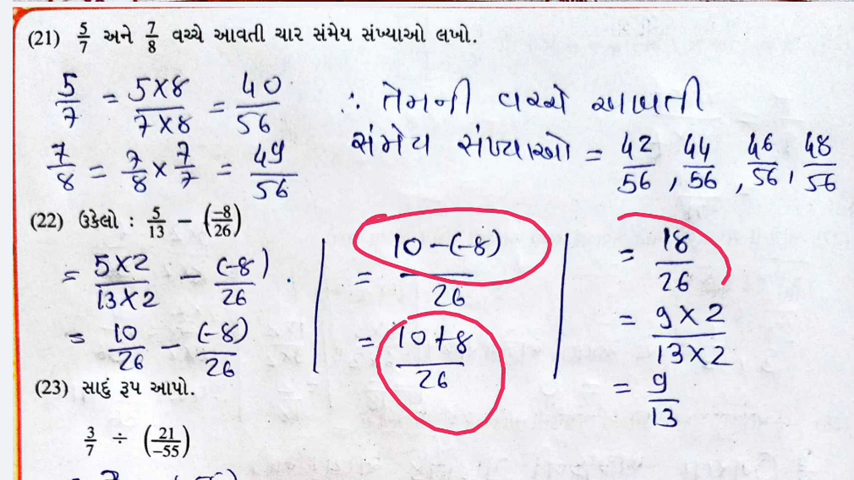 (21) 5/7 અને 7/8 વચ્ચે આવતી ચાર સંમેય સંખ્યાઓ લખો.
5/7 = 5×8/7×8 = 40/56
7/8 = 7/8 × 7/7 = 49/56
∴ તેમની વચ્ચે આવતી
સંમેય સંખ્યાઓ = 42/56, 44/56, 46/56, 48/56
(22) ઉકેલો : 5/13 − (−8/26)
= 5×2/13×2 − (−8)/26
= 10/26 − (−8)/26
= 10−(−8)/26
= 10+8/26
= 18/26
= 9×2/13×2
= 9/13
(23) સાદું રૂપ આપો.
3/7 ÷ (21/−55)